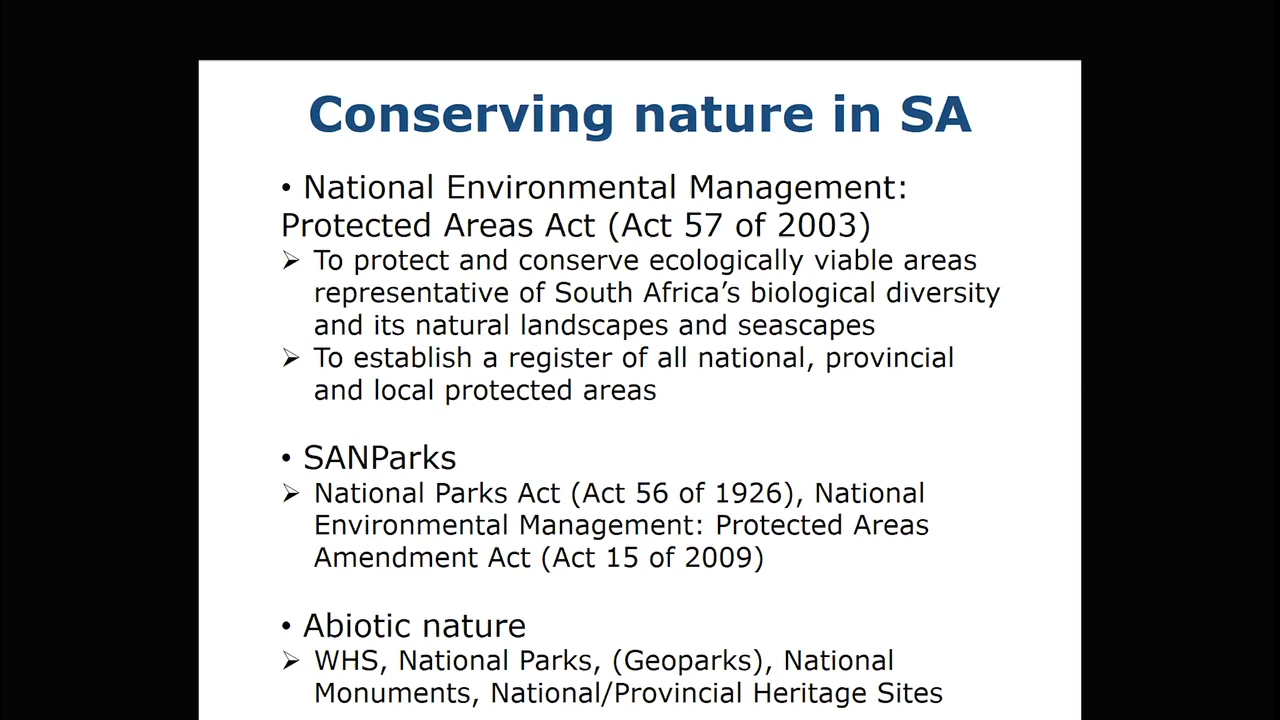 Conserving nature in SA
• National Environmental Management:
Protected Areas Act (Act 57 of 2003)
➢ To protect and conserve ecologically viable areas
representative of South Africa’s biological diversity
and its natural landscapes and seascapes
➢ To establish a register of all national, provincial
and local protected areas
• SANParks
➢ National Parks Act (Act 56 of 1926), National
Environmental Management: Protected Areas
Amendment Act (Act 15 of 2009)
• Abiotic nature
➢ WHS, National Parks, (Geoparks), National
Monuments, National/Provincial Heritage Sites